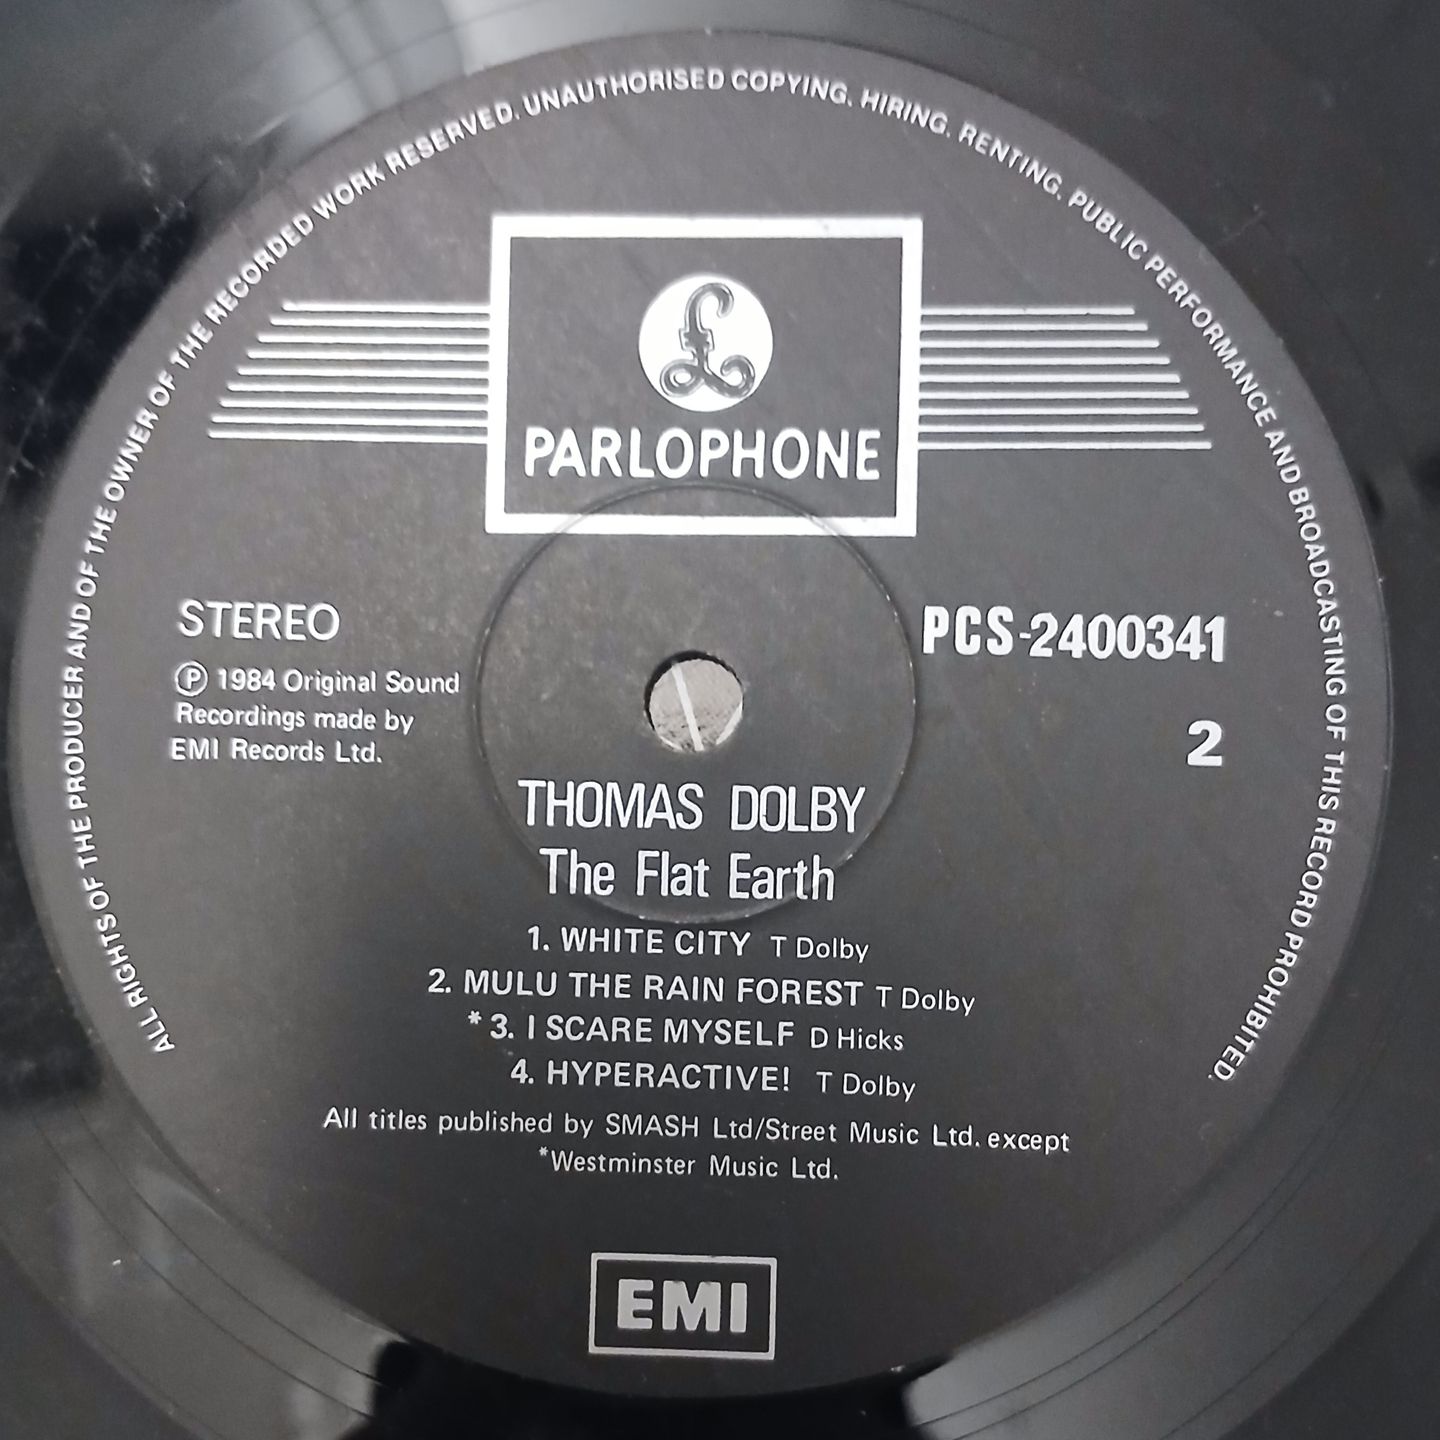 ALL RIGHTS OF THE PRODUCER AND OF THE OWNER OF THE RECORDED WORK RESERVED. UNAUTHORISED COPYING. HIRING. RENTING. PUBLIC PERFORMANCE AND BROADCASTING OF THIS RECORD PROHIBITED.
£
PARLOPHONE
STEREO
PCS-2400341
Ⓟ 1984 Original Sound
Recordings made by
EMI Records Ltd.
2
THOMAS DOLBY
The Flat Earth
1. WHITE CITY T Dolby
2. MULU THE RAIN FOREST T Dolby
*3. I SCARE MYSELF D Hicks
4. HYPERACTIVE! T Dolby
All titles published by SMASH Ltd/Street Music Ltd. except
*Westminster Music Ltd.
EMI